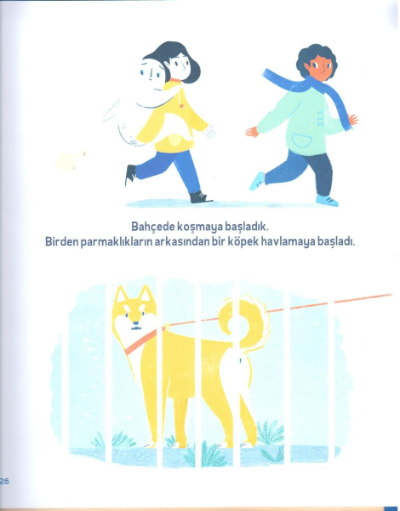 Bahçede koşmaya başladık.
Birden parmaklıkların arkasından bir köpek havlamaya başladı.
26